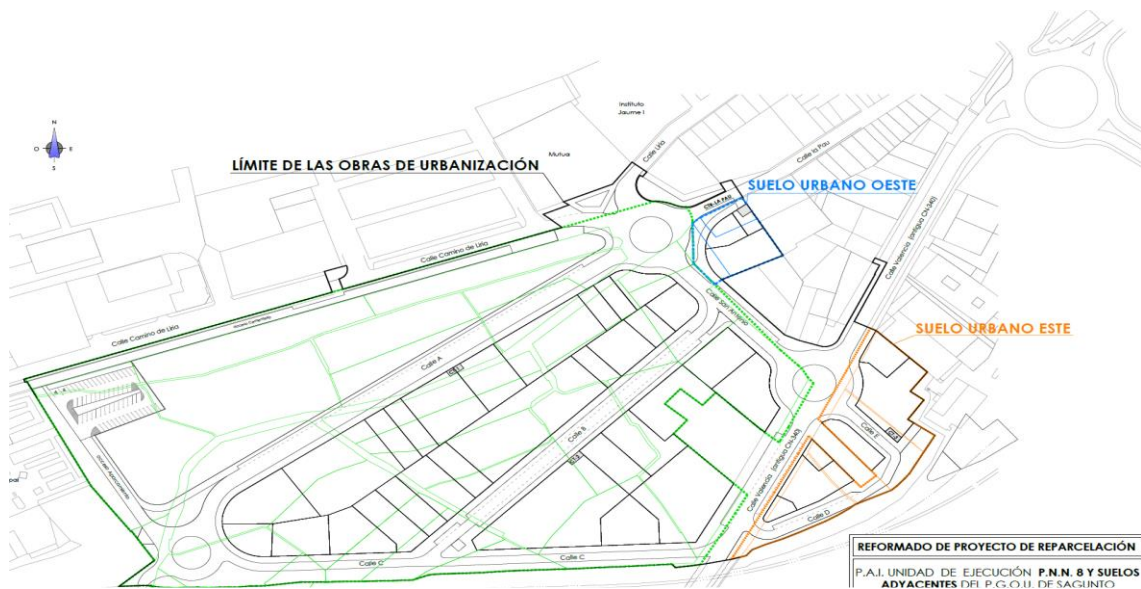 Instituto
Jaume I
N
O
E
S
Mutua
Calle Liria
Calle la Pau
LÍMITE DE LAS OBRAS DE URBANIZACIÓN
SUELO URBANO OESTE
Calle Valencia (antigua CN-340)
Calle Camino de Liria
Calle San Antonio
SUELO URBANO ESTE
Calle Camino de Liria
Calle A
Calle E
Calle B
Calle Valencia (antigua CN-340)
Calle D
Calle C
Calle C
REFORMADO DE PROYECTO DE REPARCELACIÓN
P.A.I. UNIDAD DE EJECUCIÓN P.N.N. 8 Y SUELOS
ADYACENTES DEL P.G.O.U. DE SAGUNTO